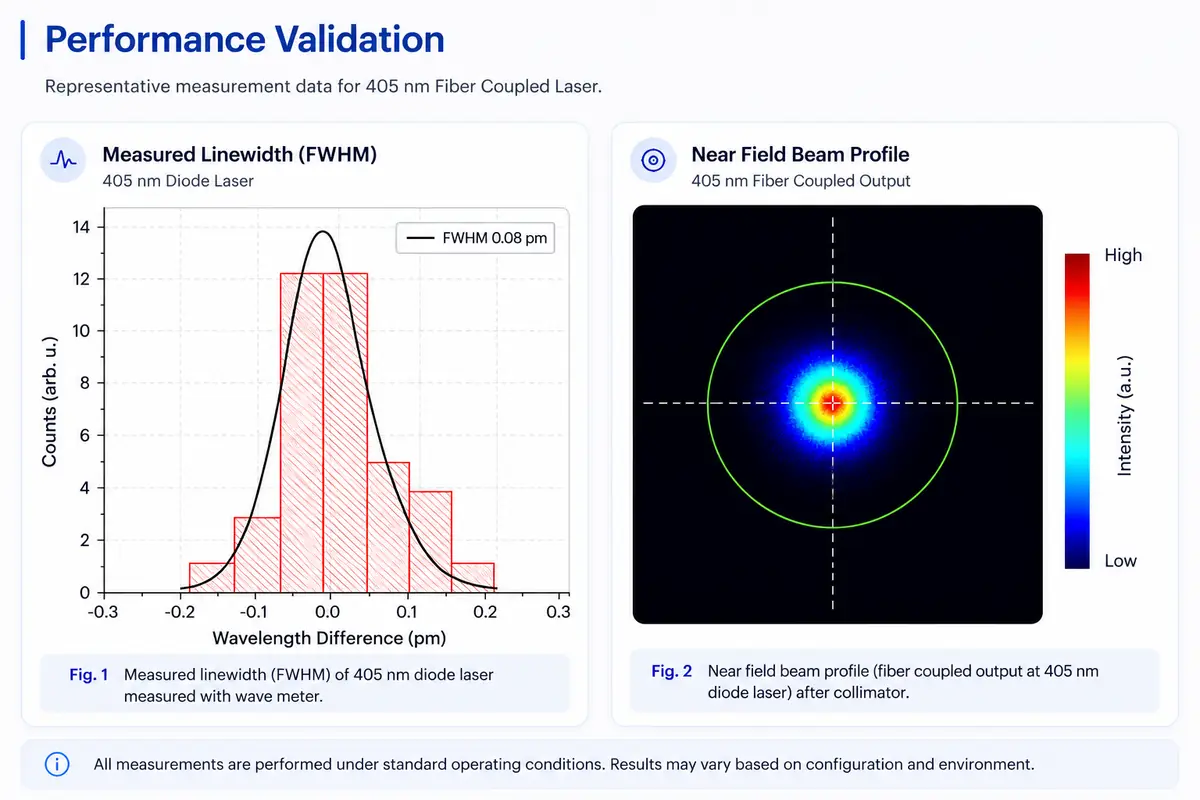 Performance Validation
Representative measurement data for 405 nm Fiber Coupled Laser.
Measured Linewidth (FWHM)
405 nm Diode Laser
FWHM 0.08 pm
14
12
10
8
6
4
2
0
Counts (arb. u.)
-0.3 -0.2 -0.1 0.0 0.1 0.2 0.3
Wavelength Difference (pm)
Fig. 1 Measured linewidth (FWHM) of 405 nm diode laser
measured with wave meter.
Near Field Beam Profile
405 nm Fiber Coupled Output
High
Intensity (a.u.)
Low
Fig. 2 Near field beam profile (fiber coupled output at 405 nm
diode laser) after collimator.
All measurements are performed under standard operating conditions. Results may vary based on configuration and environment.